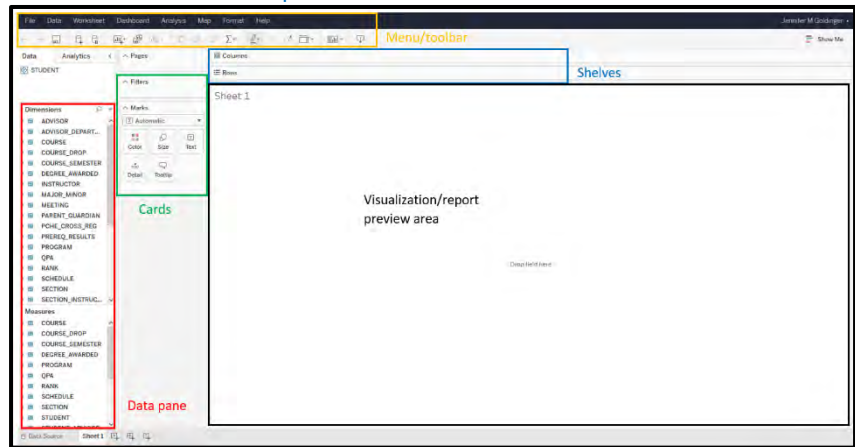 File Data Worksheet Dashboard Analysis Map Format Help
Menu/toolbar
Show Me
Data Analytics
Pages
Columns
STUDENT
Rows
Shelves
Filters
Sheet 1
Dimensions
Marks
ADVISOR
Automatic
ADVISOR_DEPART...
COURSE
Color Size Text
COURSE_DROP
COURSE_SEMESTER
DEGREE_AWARDED
Detail Tooltip
INSTRUCTOR
MAJOR_MINOR
MEETING
Visualization/report
preview area
PARENT_GUARDIAN
Cards
PCHE_CROSS_REG
PREREQ_RESULTS
PROGRAM
QPA
RANK
Drop field here
SCHEDULE
SECTION
SECTION_INSTRUC...
Measures
COURSE
COURSE_DROP
COURSE_SEMESTER
DEGREE_AWARDED
PROGRAM
QPA
RANK
SCHEDULE
SECTION
Data pane
STUDENT
Data Source Sheet 1